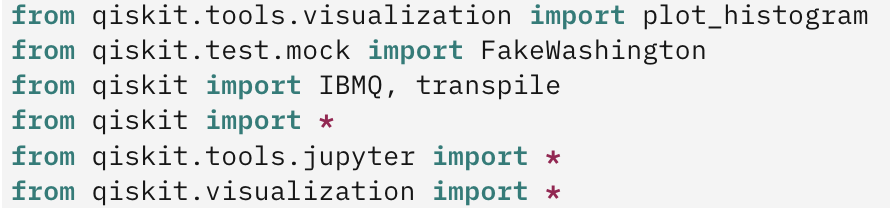 from qiskit.tools.visualization import plot_histogram
from qiskit.test.mock import FakeWashington
from qiskit import IBMQ, transpile
from qiskit import *
from qiskit.tools.jupyter import *
from qiskit.visualization import *